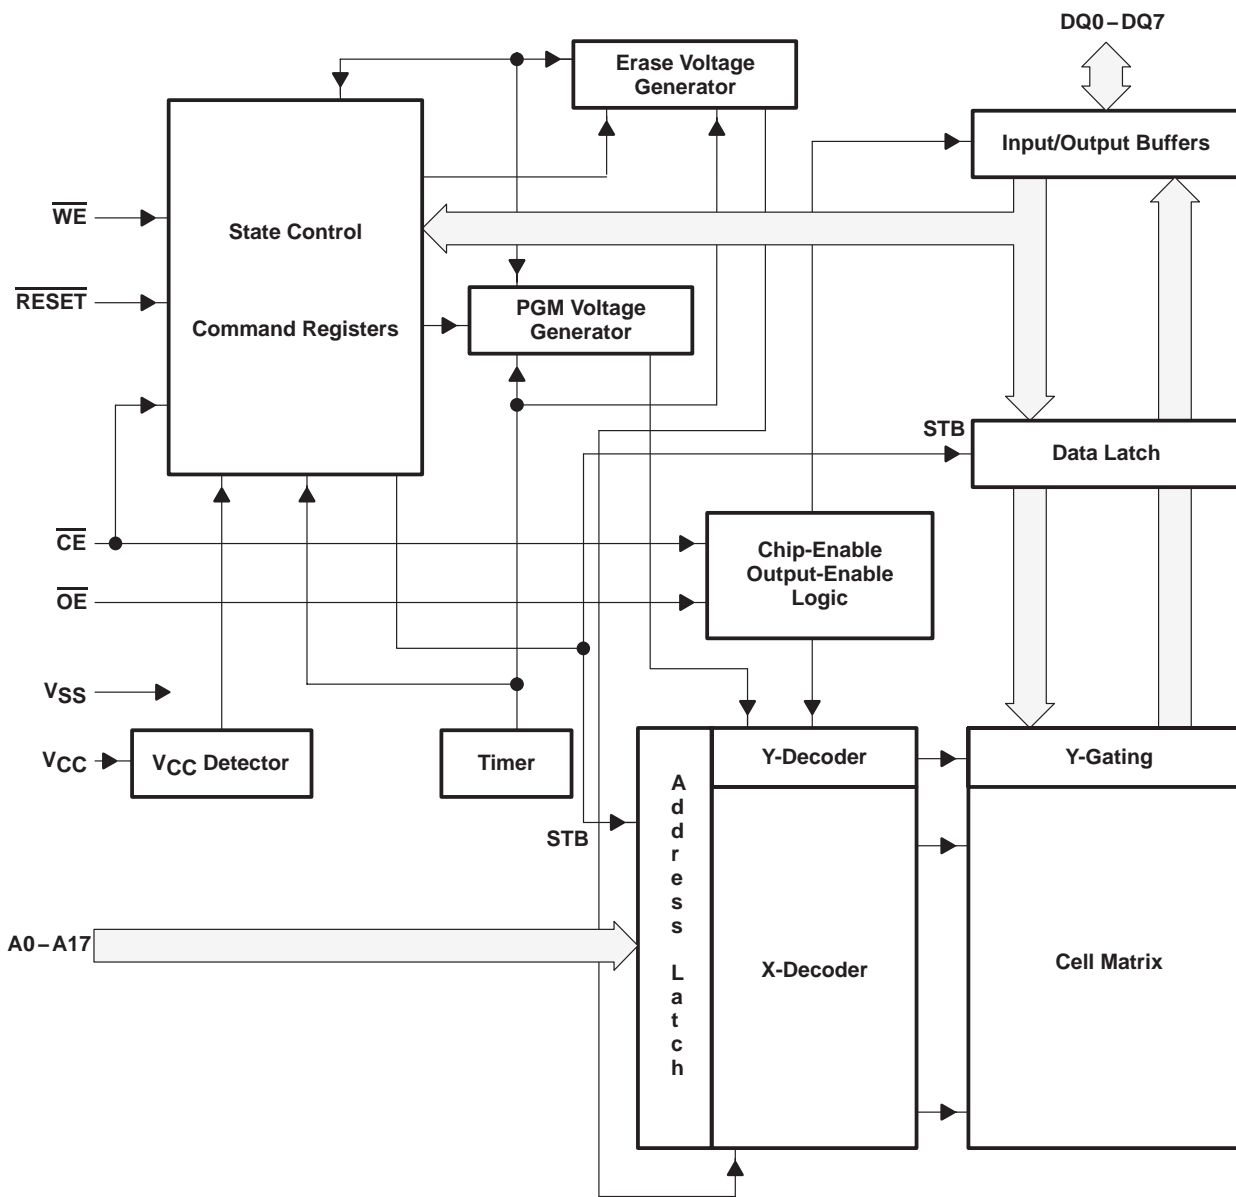 DQ0–DQ7
Erase Voltage
Generator
Input/Output Buffers
WE
State Control
RESET
Command Registers
PGM Voltage
Generator
STB
Data Latch
CE
Chip-Enable
Output-Enable
Logic
OE
VSS
VCC
VCC Detector
Timer
Y-Decoder
Y-Gating
STB
Address Latch
A0–A17
X-Decoder
Cell Matrix